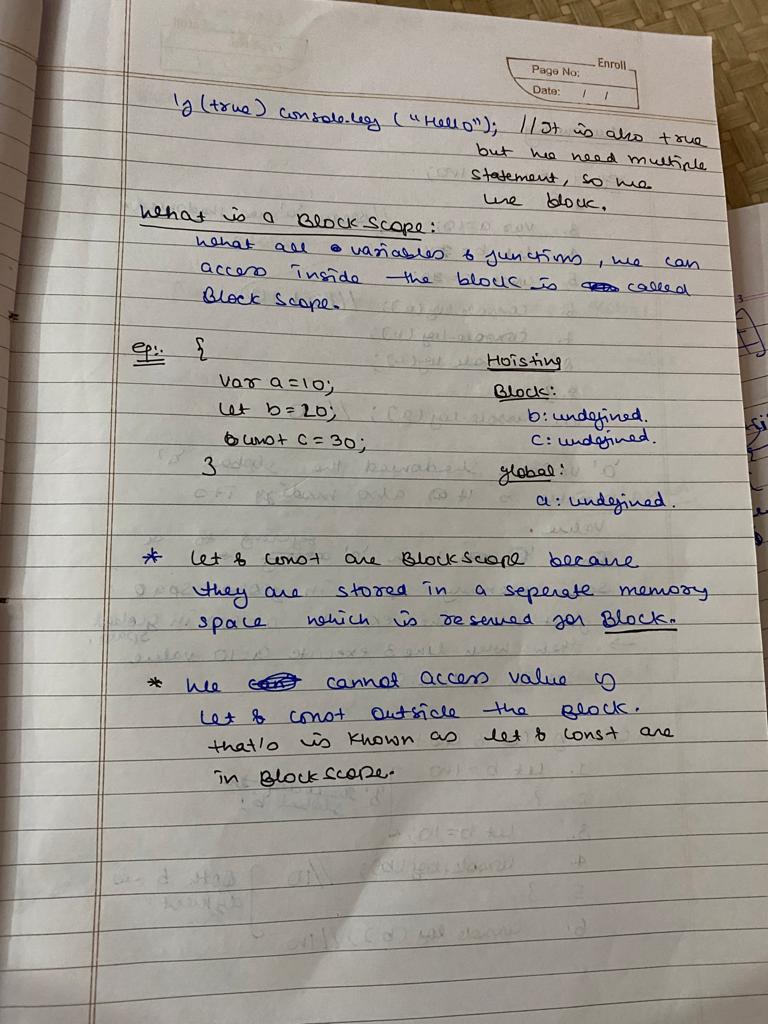 Enroll
Page No:
Date: / /
if (true) console.log ("Hello"); // It is also true
but we need multiple
statement, so we
use block.
What is a Block Scope:
What all variables & functions, we can
access inside the block is called
Block Scope.
eg:- {
var a = 10;
let b = 20;
const c = 30;
}
Hoisting
Block:
b: undefined.
c: undefined.
global:
a: undefined.
* Let & const are Block Scope because
they are stored in a seperate memory
space which is reserved for Block.
* We cannot access value of
Let & const outside the Block.
that's is known as let & const are
in Block scope.